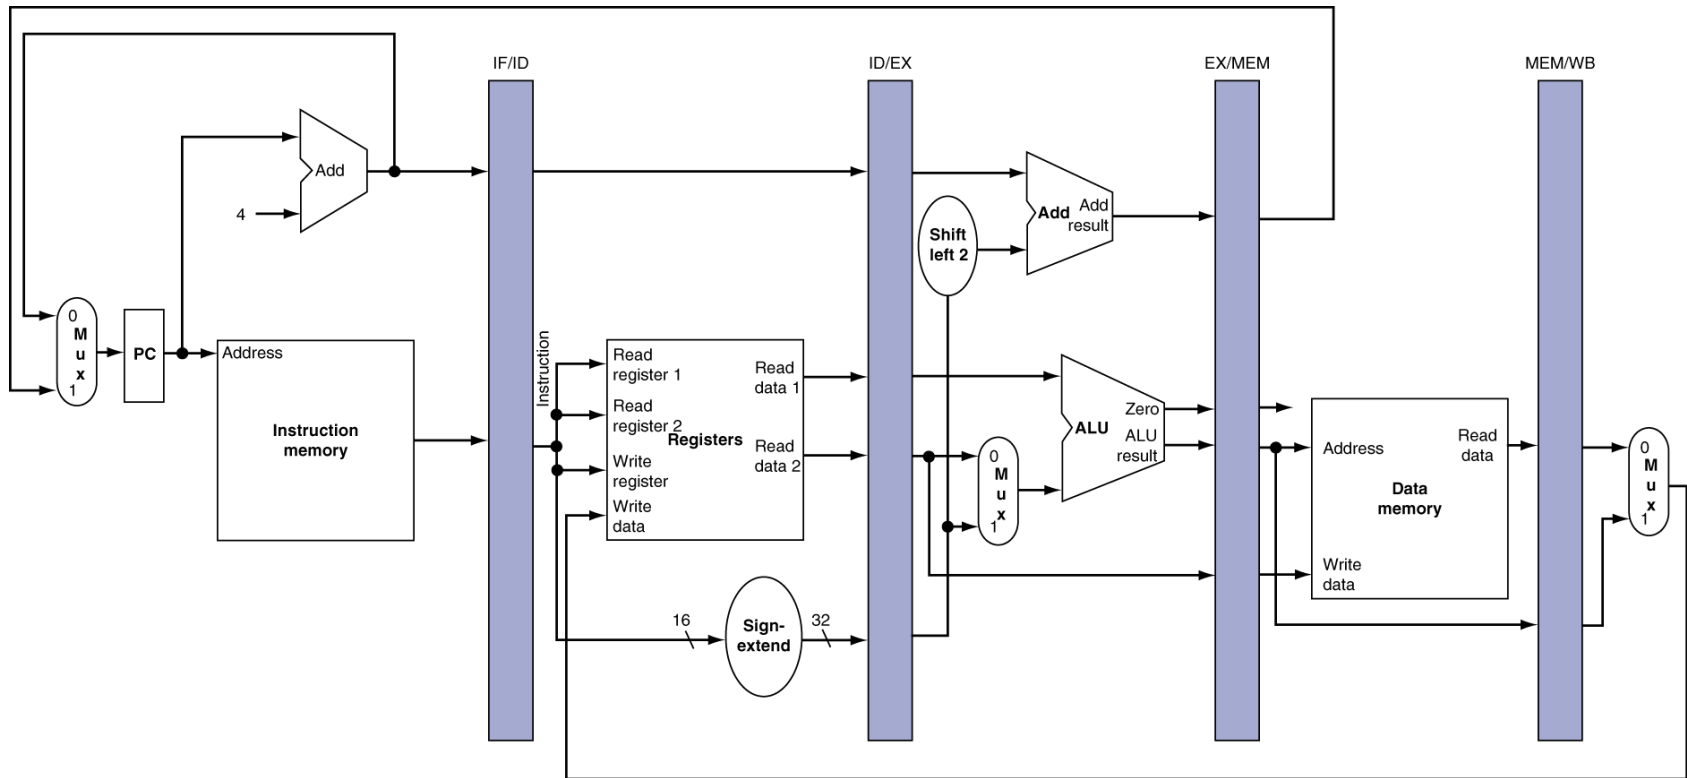 IF/ID
ID/EX
EX/MEM
MEM/WB
Add
4
Shift
left 2
Add
Add
result
0
M
u
x
1
PC
Address
Instruction
memory
Instruction
Read
register 1
Read
register 2
Write
register
Write
data
Registers
Read
data 1
Read
data 2
16
Sign-
extend
32
0
M
u
x
1
Zero
ALU
ALU
result
Address
Read
data
Data
memory
Write
data
0
M
u
x
1